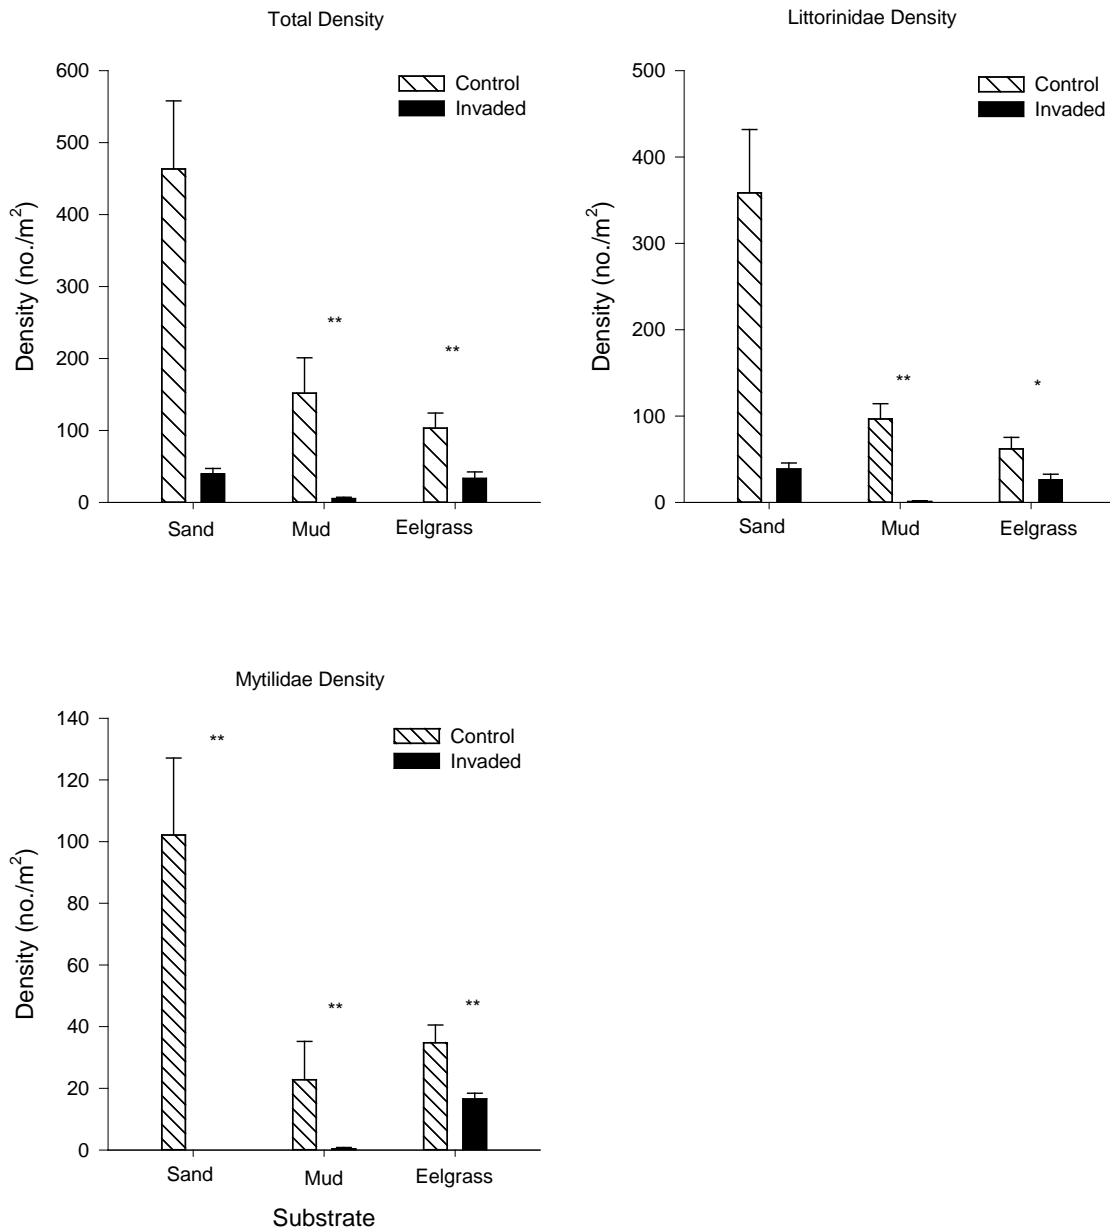 Total Density
600
500
400
300
200
100
0
Density (no./m²)
Control
Invaded
**
**
Sand
Mud
Eelgrass
Littorinidae Density
500
400
300
200
100
0
Density (no./m²)
Control
Invaded
**
*
Sand
Mud
Eelgrass
Mytilidae Density
140
120
100
80
60
40
20
0
Density (no./m²)
Control
Invaded
**
**
**
Sand
Mud
Eelgrass
Substrate